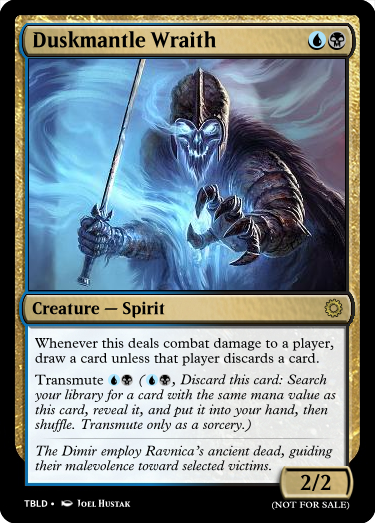 Duskmantle Wraith
Creature — Spirit
Whenever this deals combat damage to a player,
draw a card unless that player discards a card.
Transmute (, Discard this card: Search
your library for a card with the same mana value as
this card, reveal it, and put it into your hand, then
shuffle. Transmute only as a sorcery.)
The Dimir employ Ravnica's ancient dead, guiding
their malevolence toward selected victims.
2/2
TBLD • Joel Hustak
(NOT FOR SALE)